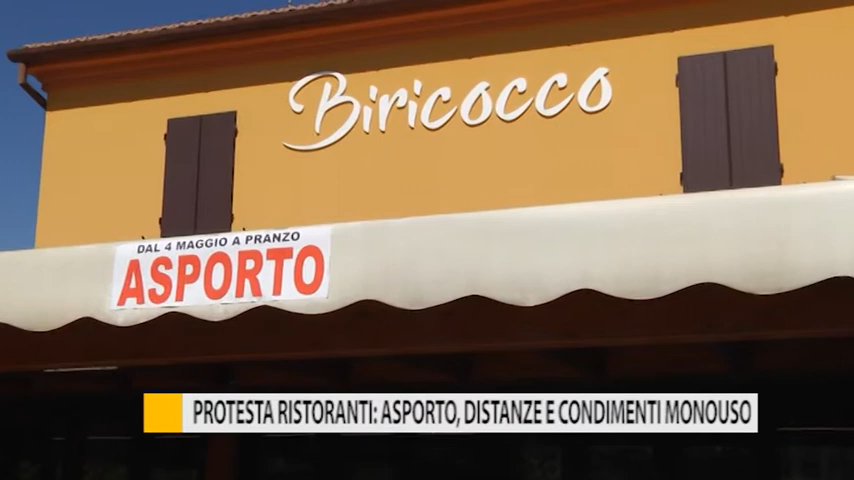 Biricocco
DAL 4 MAGGIO A PRANZO
ASPORTO
PROTESTA RISTORANTI: ASPORTO, DISTANZE E CONDIMENTI MONOUSO